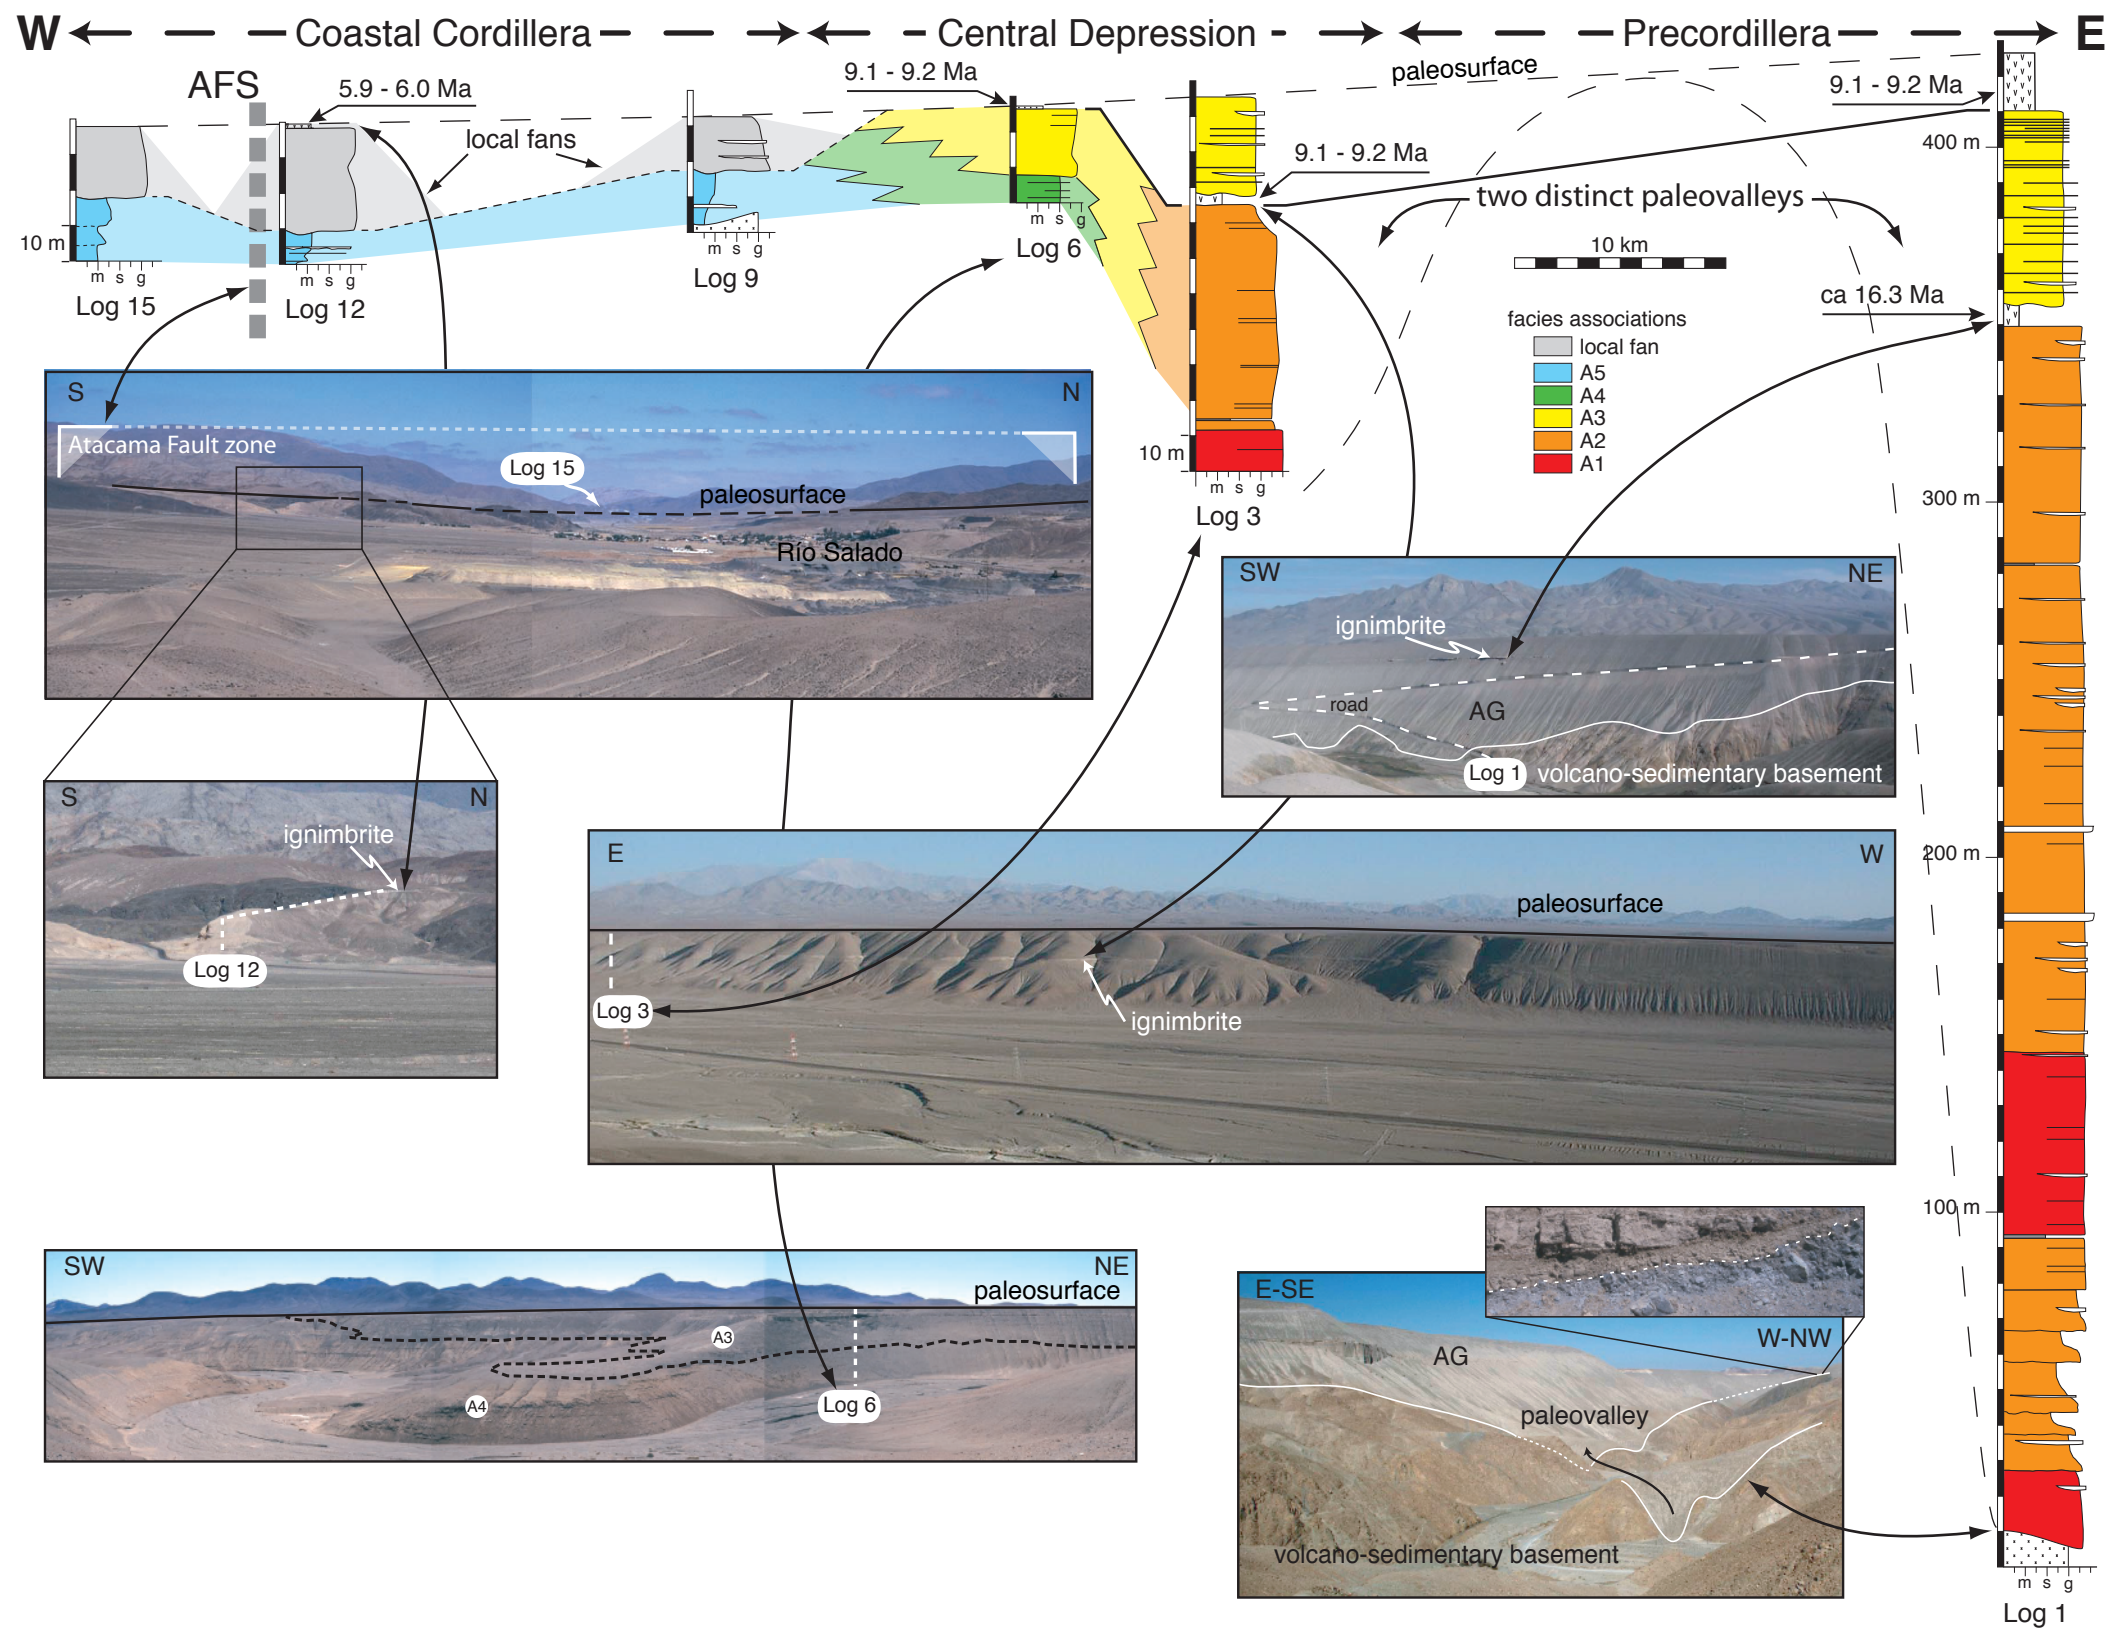 W
Coastal Cordillera
Central Depression
Precordillera
E
AFS
5.9 - 6.0 Ma
9.1 - 9.2 Ma
paleosurface
9.1 - 9.2 Ma
local fans
9.1 - 9.2 Ma
400 m
two distinct paleovalleys
10 m
m s g
m s g
m s g
m s g
Log 15
Log 12
Log 9
Log 6
10 km
ca 16.3 Ma
facies associations
local fan
A5
A4
A3
A2
A1
10 m
m s g
Log 3
300 m
S
N
Atacama Fault zone
Log 15
paleosurface
Río Salado
SW
NE
ignimbrite
road
AG
Log 1
volcano-sedimentary basement
S
N
ignimbrite
Log 12
E
W
paleosurface
Log 3
ignimbrite
200 m
100 m
SW
NE
paleosurface
A3
A4
Log 6
E-SE
W-NW
AG
paleovalley
volcano-sedimentary basement
m s g
Log 1